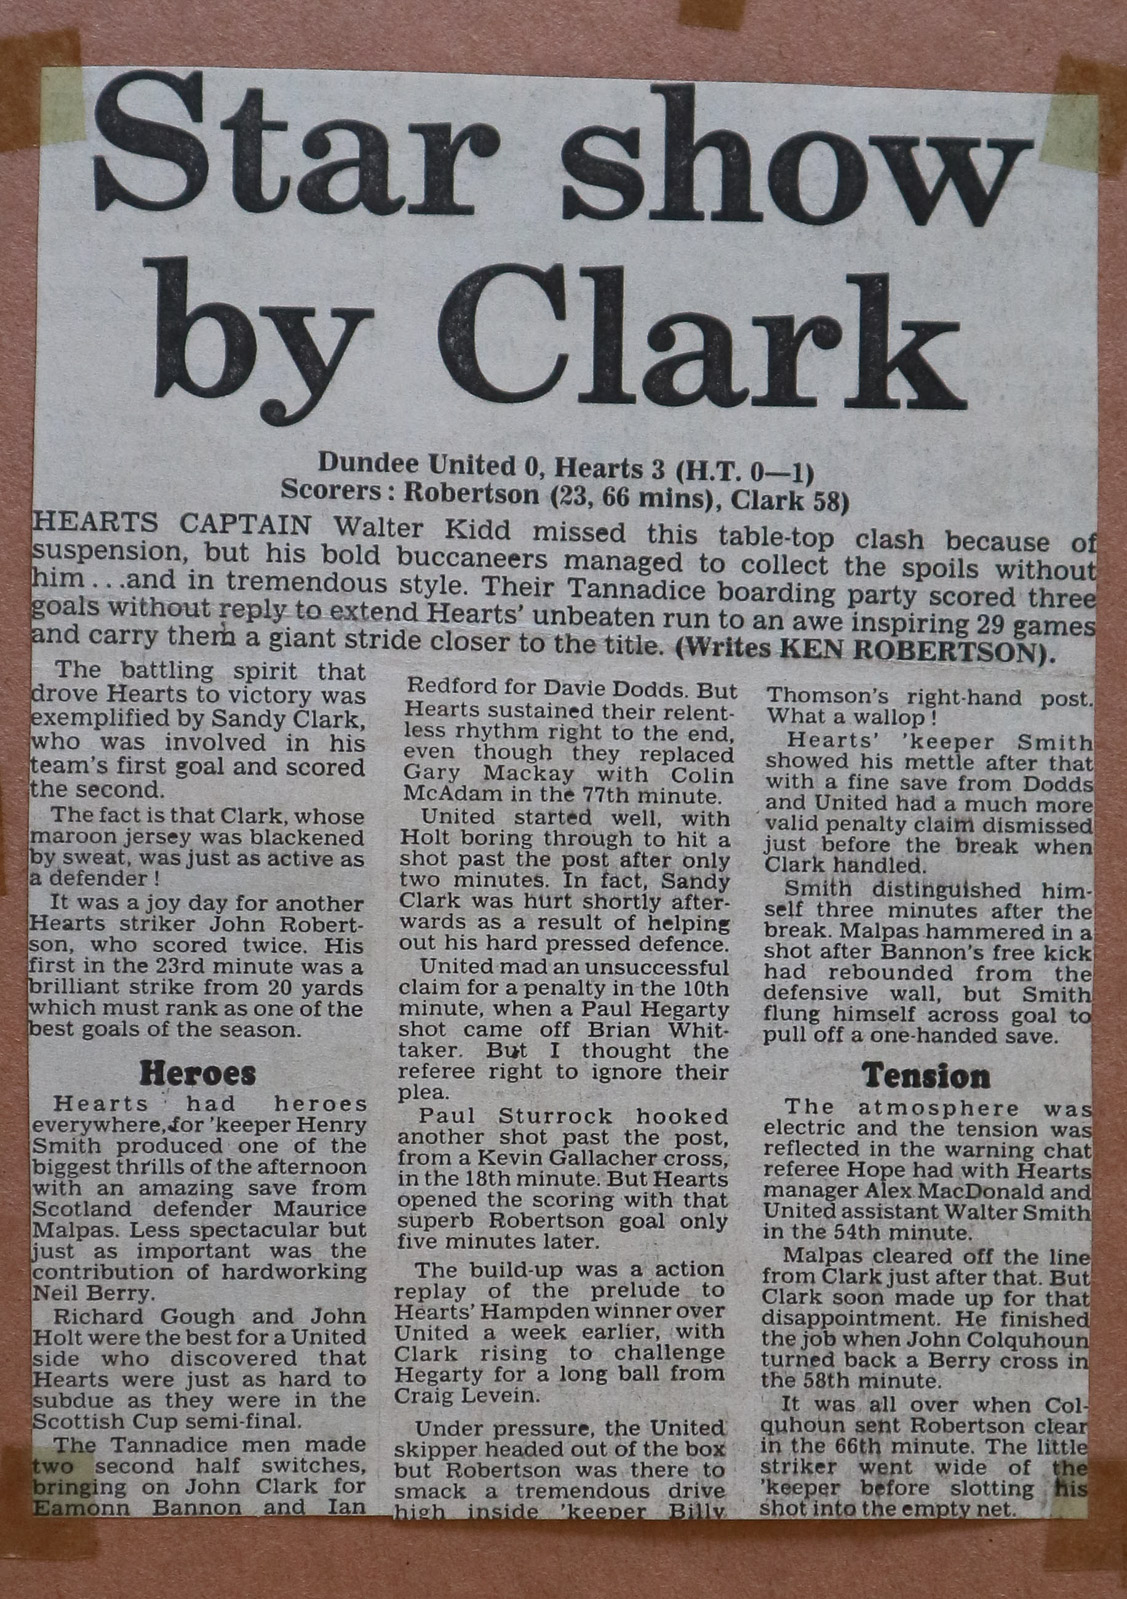 Star show
by Clark
Dundee United 0, Hearts 3 (H.T. 0—1)
Scorers: Robertson (23, 66 mins), Clark 58)
HEARTS CAPTAIN Walter Kidd missed this table-top clash because of
suspension, but his bold buccaneers managed to collect the spoils without
him...and in tremendous style. Their Tannadice boarding party scored three
goals without reply to extend Hearts' unbeaten run to an awe inspiring 29 games
and carry them a giant stride closer to the title. (Writes KEN ROBERTSON).
The battling spirit that
drove Hearts to victory was
exemplified by Sandy Clark,
who was involved in his
team's first goal and scored
the second.
The fact is that Clark, whose
maroon jersey was blackened
by sweat, was just as active as
a defender!
It was a joy day for another
Hearts striker John Robert-
son, who scored twice. His
first in the 23rd minute was a
brilliant strike from 20 yards
which must rank as one of the
best goals of the season.
Heroes
Hearts had heroes
everywhere, for 'keeper Henry
Smith produced one of the
biggest thrills of the afternoon
with an amazing save from
Scotland defender Maurice
Malpas. Less spectacular but
just as important was the
contribution of hardworking
Neil Berry.
Richard Gough and John
Holt were the best for a United
side who discovered that
Hearts were just as hard to
subdue as they were in the
Scottish Cup semi-final.
The Tannadice men made
two second half switches,
bringing on John Clark for
Eamonn Bannon and Ian
Redford for Davie Dodds. But
Hearts sustained their relent-
less rhythm right to the end,
even though they replaced
Gary Mackay with Colin
McAdam in the 77th minute.
United started well, with
Holt boring through to hit a
shot past the post after only
two minutes. In fact, Sandy
Clark was hurt shortly after-
wards as a result of helping
out his hard pressed defence.
United mad an unsuccessful
claim for a penalty in the 10th
minute, when a Paul Hegarty
shot came off Brian Whit-
taker. But I thought the
referee right to ignore their
plea.
Paul Sturrock hooked
another shot past the post,
from a Kevin Gallacher cross,
in the 18th minute. But Hearts
opened the scoring with that
superb Robertson goal only
five minutes later.
The build-up was a action
replay of the prelude to
Hearts' Hampden winner over
United a week earlier, with
Clark rising to challenge
Hegarty for a long ball from
Craig Levein.
Under pressure, the United
skipper headed out of the box
but Robertson was there to
smack a tremendous drive
high inside 'keeper Billy
Thomson's right-hand post.
What a wallop!
Hearts' 'keeper Smith
showed his mettle after that
with a fine save from Dodds
and United had a much more
valid penalty claim dismissed
just before the break when
Clark handled.
Smith distinguished him-
self three minutes after the
break. Malpas hammered in a
shot after Bannon's free kick
had rebounded from the
defensive wall, but Smith
flung himself across goal to
pull off a one-handed save.
Tension
The atmosphere was
electric and the tension was
reflected in the warning chat
referee Hope had with Hearts
manager Alex MacDonald and
United assistant Walter Smith
in the 54th minute.
Malpas cleared off the line
from Clark just after that. But
Clark soon made up for that
disappointment. He finished
the job when John Colquhoun
turned back a Berry cross in
the 58th minute.
It was all over when Col-
quhoun sent Robertson clear
in the 66th minute. The little
striker went wide of the
'keeper before slotting his
shot into the empty net.